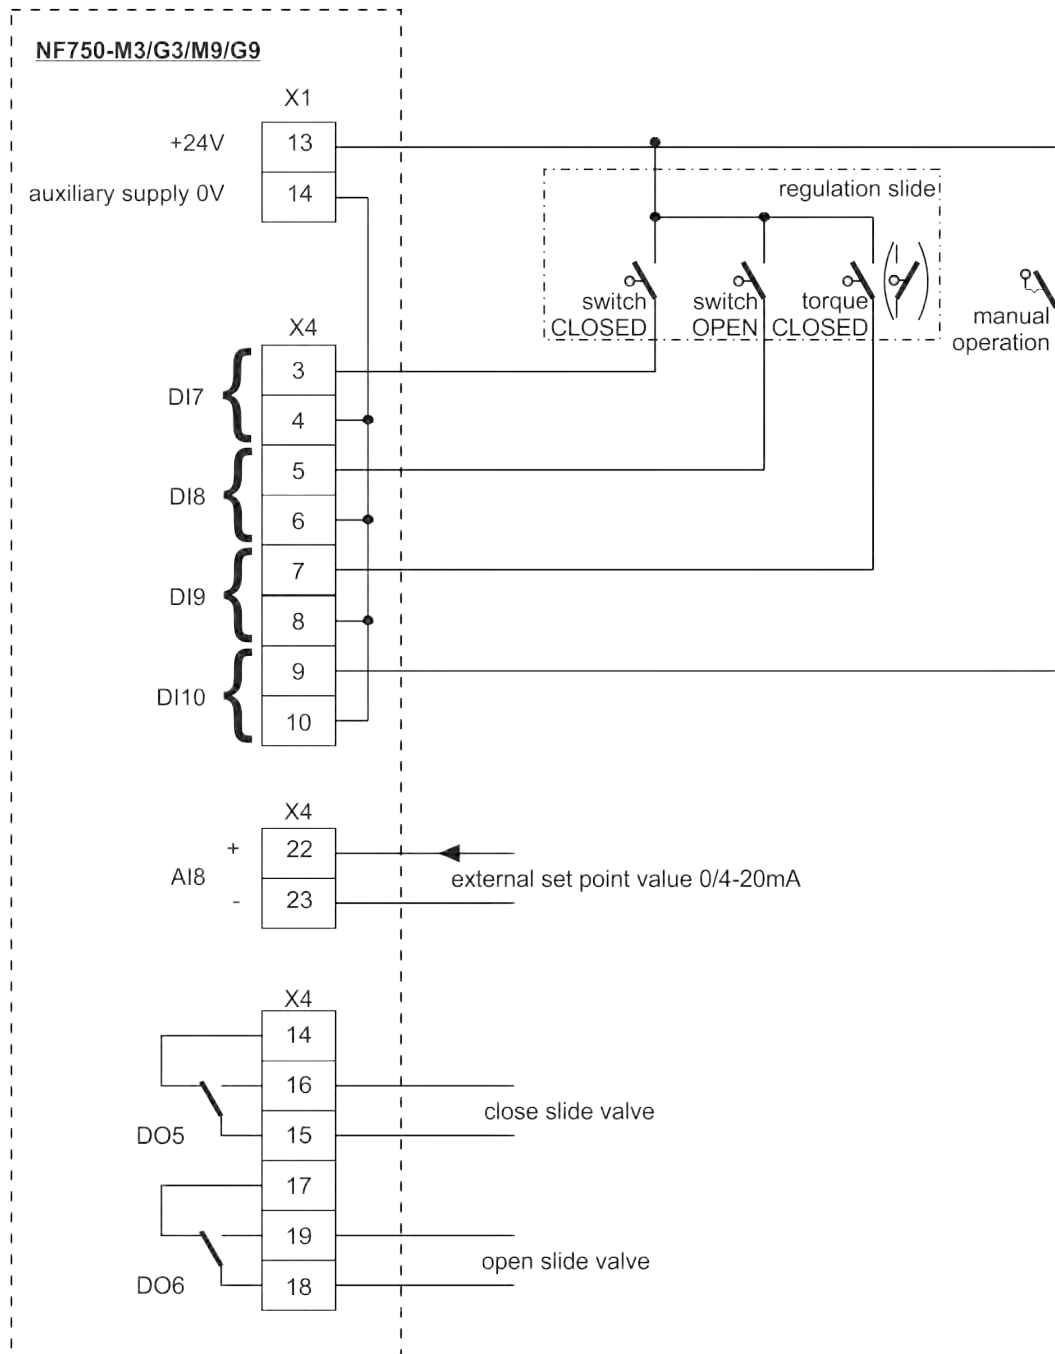 NF750-M3/G3/M9/G9
X1
+24V
13
auxiliary supply 0V
14
regulation slide
switch
CLOSED
switch
OPEN
torque
CLOSED
manual
operation
X4
DI7
3
4
DI8
5
6
DI9
7
8
DI10
9
10
X4
AI8
+
22
-
23
external set point value 0/4-20mA
X4
14
16
close slide valve
DO5
15
17
19
open slide valve
DO6
18